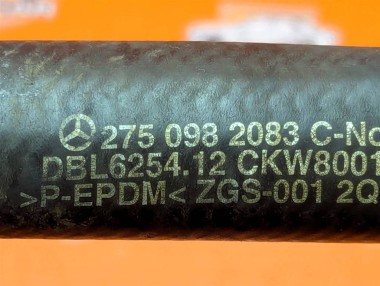 275 098 2083 C-No
DBL6254.12 CKW8001
>P-EPDM< ZGS-001 2Q